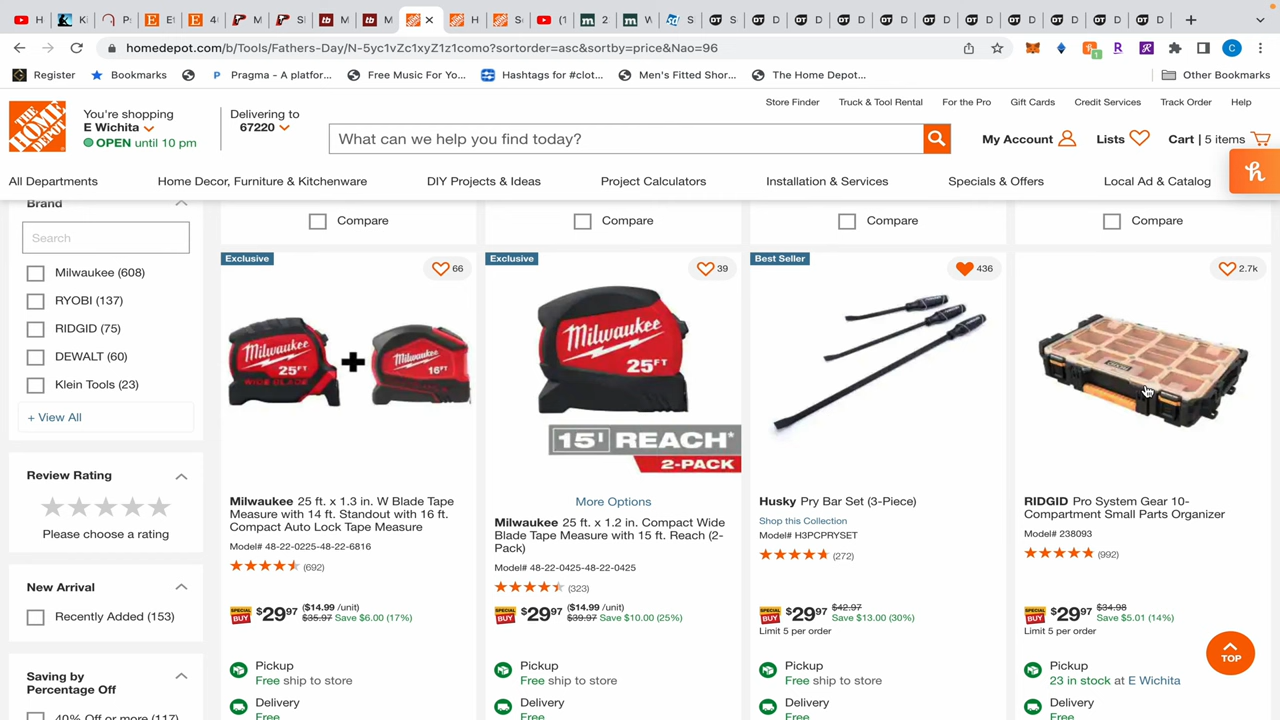 H
K
P
E
4
M
S
M
M
H
S
(1
2
W
S
S
D
D
D
D
D
D
D
D
D
homedepot.com/b/Tools/Fathers-Day/N-5yc1vZc1xyZ1z1como?sortorder=asc&sortby=price&Nao=96
Register
Bookmarks
Pragma - A platfor...
Free Music For Yo...
Hashtags for #clot...
Men's Fitted Shor...
The Home Depot...
Other Bookmarks
Store Finder
Truck & Tool Rental
For the Pro
Gift Cards
Credit Services
Track Order
Help
THE HOME DEPOT
You're shopping
E Wichita
OPEN until 10 pm
Delivering to
67220
What can we help you find today?
My Account
Lists
Cart | 5 items
All Departments
Home Decor, Furniture & Kitchenware
DIY Projects & Ideas
Project Calculators
Installation & Services
Specials & Offers
Local Ad & Catalog
Brand
Search
Milwaukee (608)
RYOBI (137)
RIDGID (75)
DEWALT (60)
Klein Tools (23)
+ View All
Review Rating
Please choose a rating
New Arrival
Recently Added (153)
Saving by
Percentage Off
40% Off or more (117)
Compare
Compare
Compare
Compare
Exclusive
66
Milwaukee
25FT
WIDE BLADE
Milwaukee
16FT
Milwaukee 25 ft. x 1.3 in. W Blade Tape
Measure with 14 ft. Standout with 16 ft.
Compact Auto Lock Tape Measure
Model# 48-22-0225-48-22-6816
(692)
SPECIAL BUY
$29 97
($14.99 /unit)
$35.97 Save $6.00 (17%)
Pickup
Free ship to store
Delivery
Free
Exclusive
39
Milwaukee
25FT
15' REACH*
2-PACK
More Options
Milwaukee 25 ft. x 1.2 in. Compact Wide
Blade Tape Measure with 15 ft. Reach (2-
Pack)
Model# 48-22-0425-48-22-0425
(323)
SPECIAL BUY
$29 97
($14.99 /unit)
$39.97 Save $10.00 (25%)
Pickup
Free ship to store
Delivery
Free
Best Seller
436
Husky Pry Bar Set (3-Piece)
Shop this Collection
Model# H3PCPRYSET
(272)
SPECIAL BUY
$29 97
$42.97
Save $13.00 (30%)
Limit 5 per order
Pickup
Free ship to store
Delivery
Free
2.7k
RIDGID Pro System Gear 10-
Compartment Small Parts Organizer
Model# 238093
(992)
SPECIAL BUY
$29 97
$34.98
Save $5.01 (14%)
Limit 5 per order
Pickup
23 in stock at E Wichita
Delivery
Free
TOP